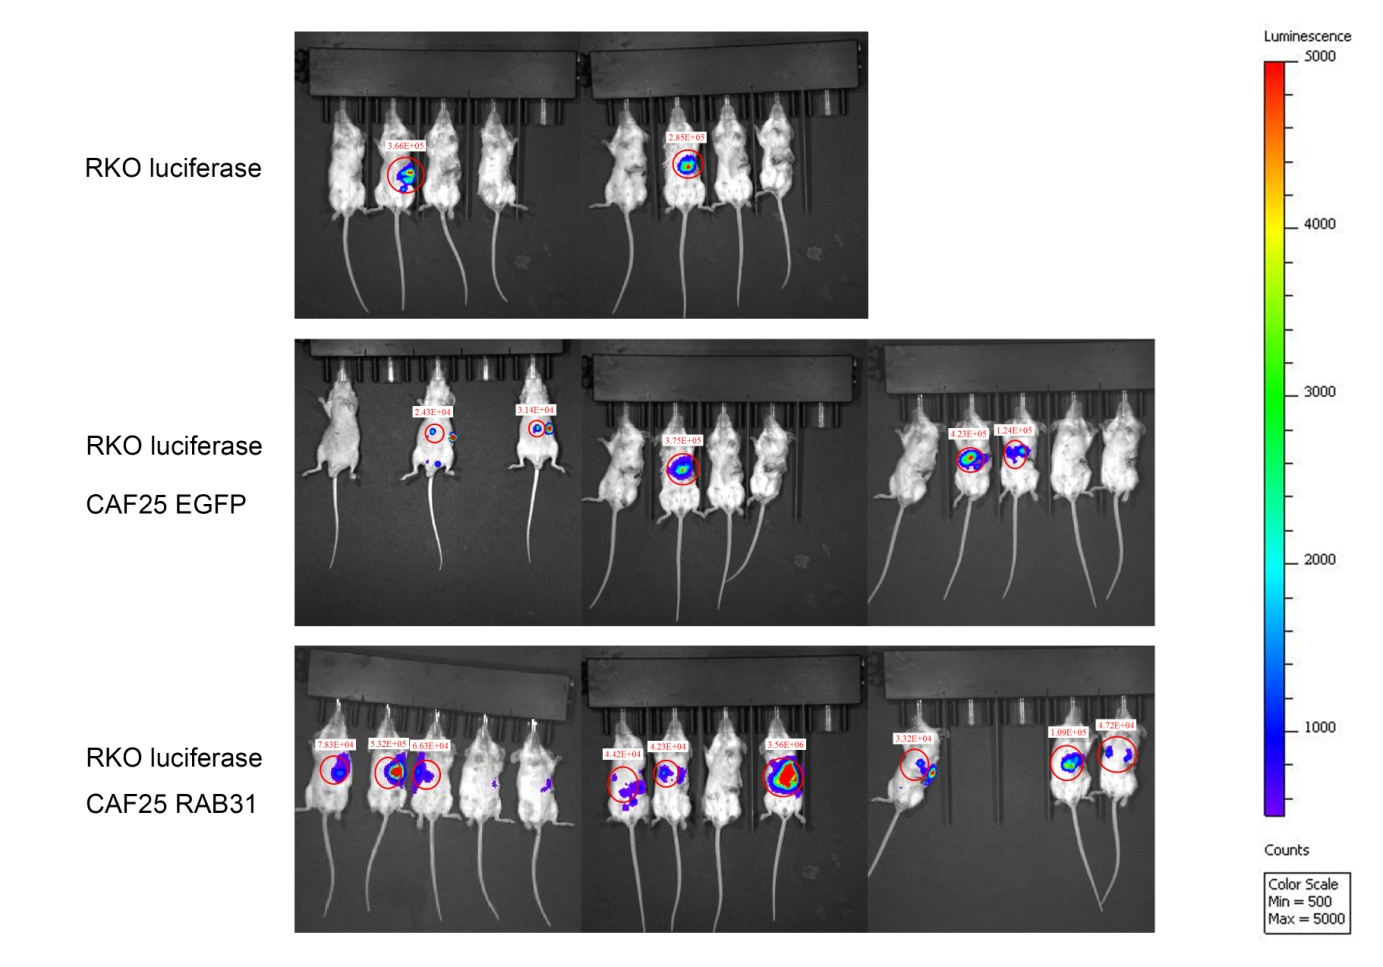 Luminescence
5000
4000
3000
2000
1000
Counts
Color Scale
Min = 500
Max = 5000
RKO luciferase
3.66E+05
2.85E+05
RKO luciferase
CAF25 EGFP
2.43E+04
3.14E+04
3.75E+05
4.23E+05
1.24E+05
RKO luciferase
CAF25 RAB31
7.83E+04
5.32E+05
6.63E+04
4.42E+04
4.23E+04
3.56E+06
3.32E+04
1.09E+05
4.72E+04